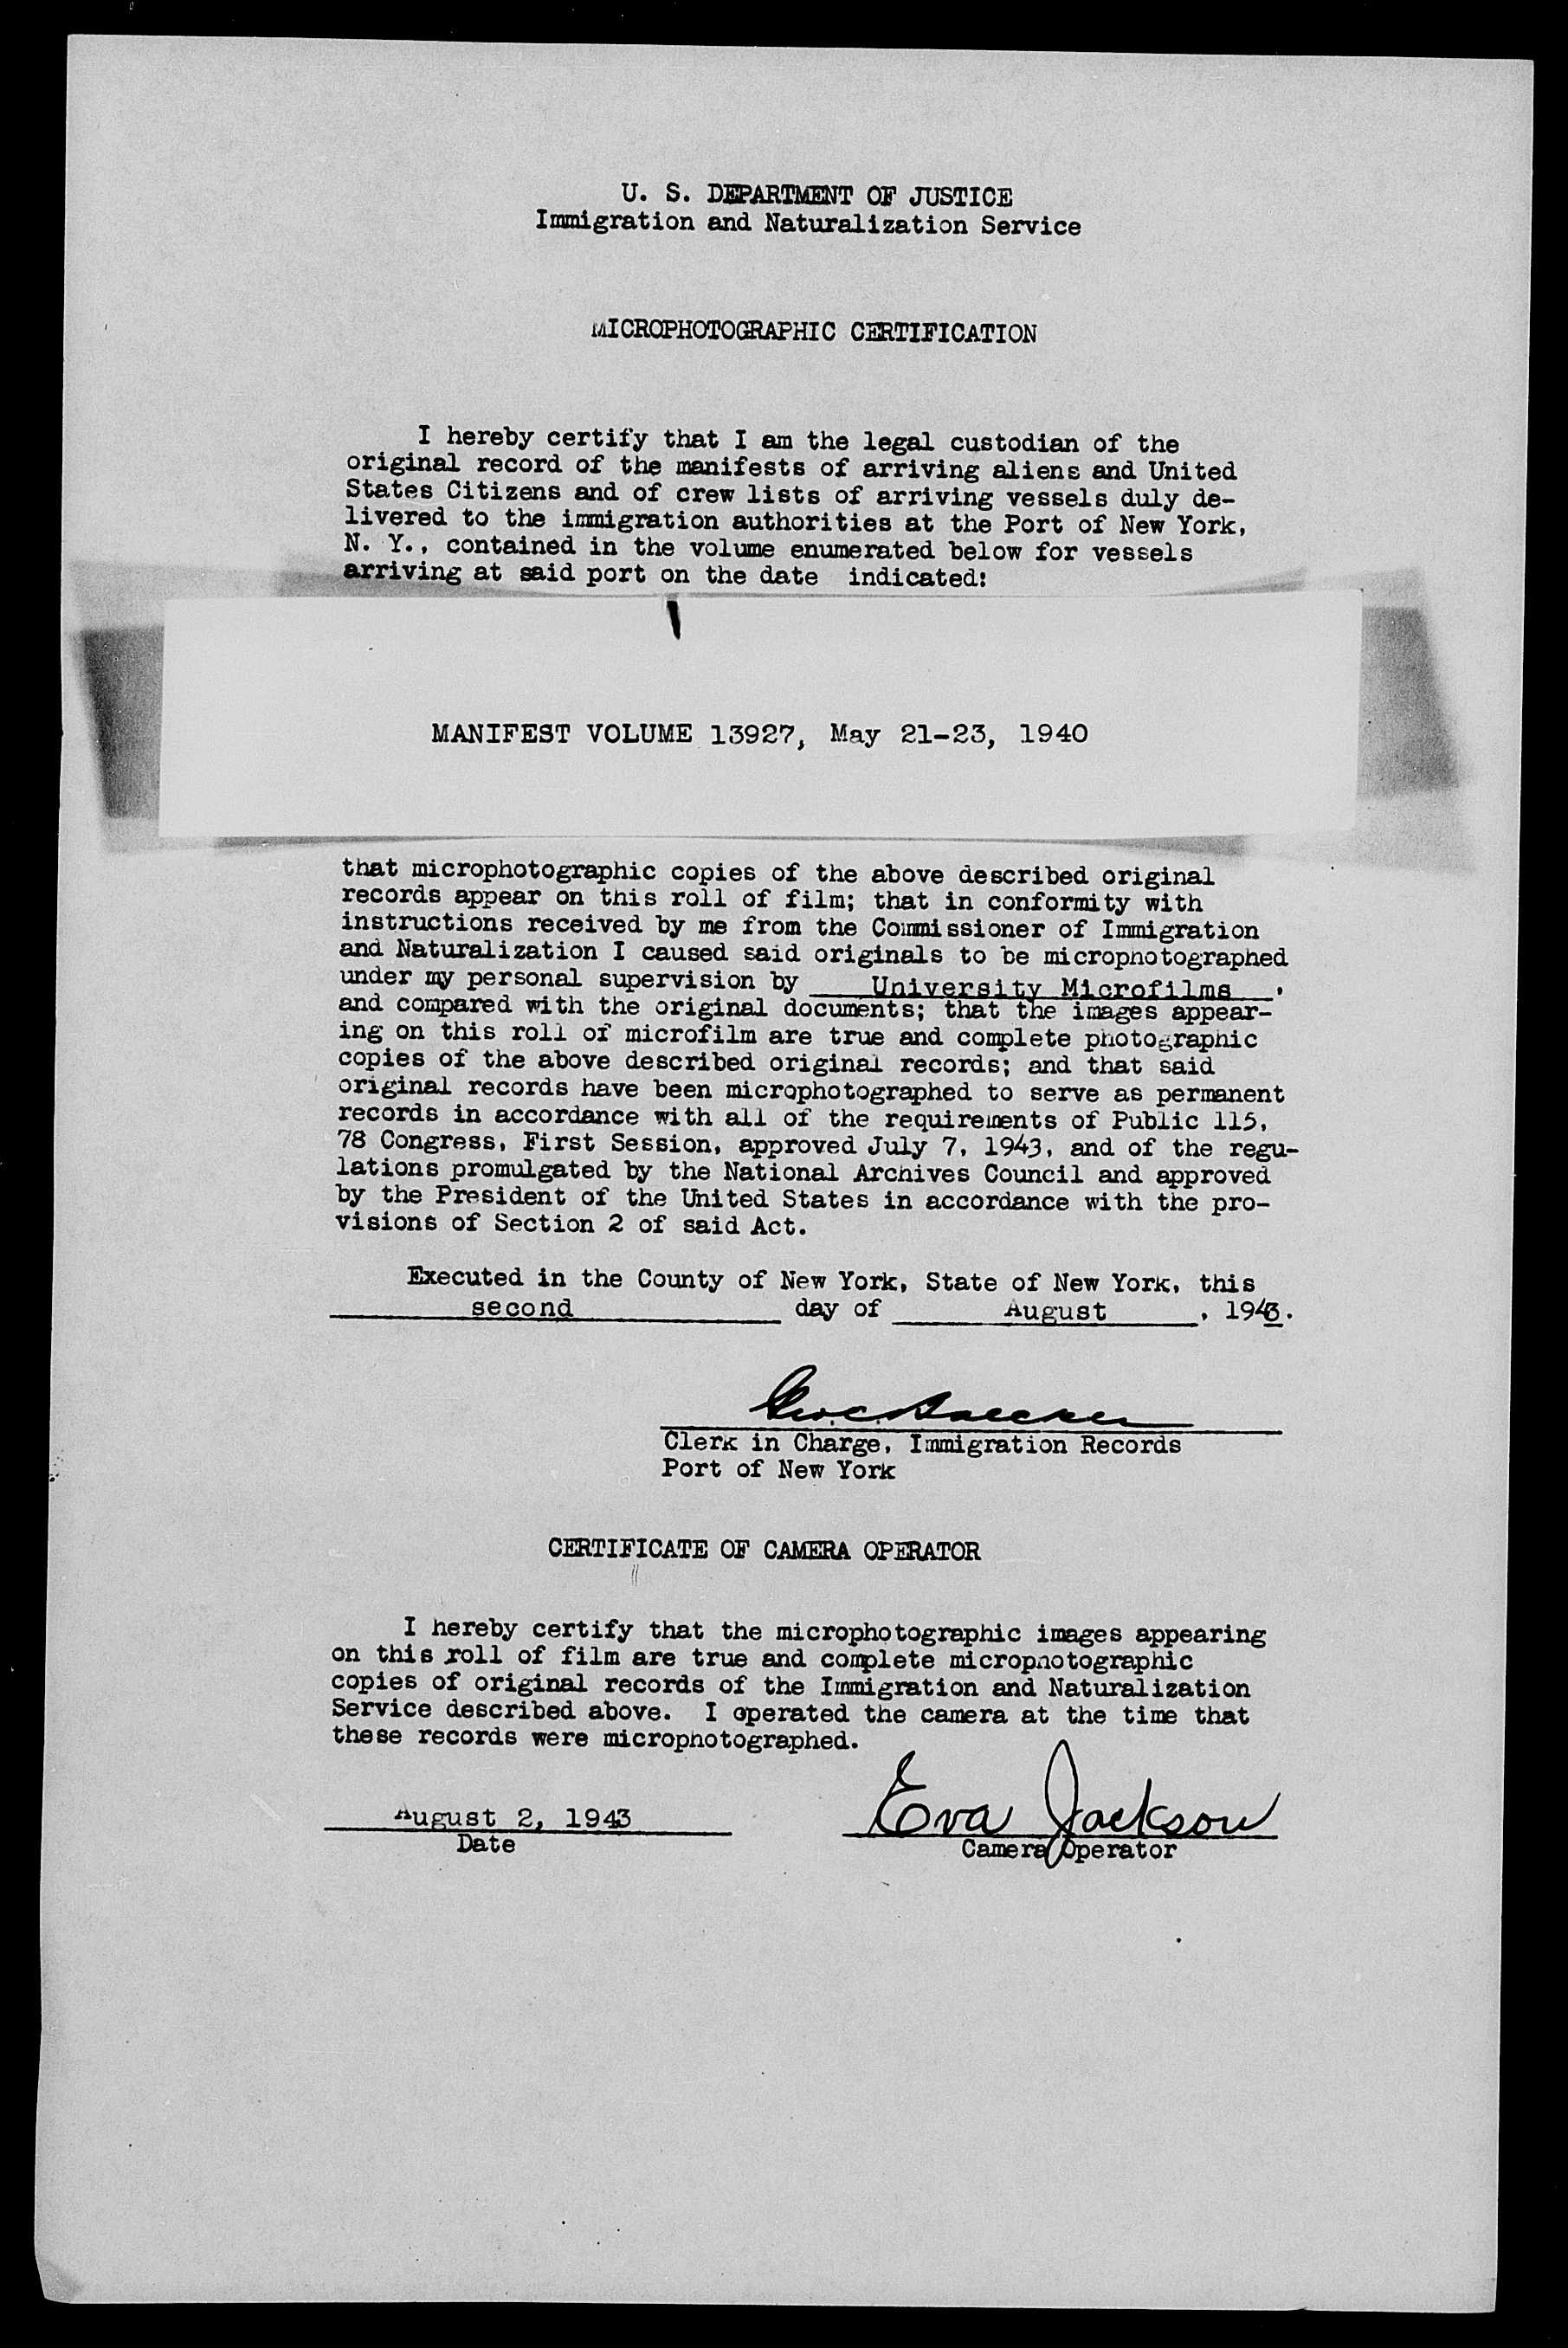 U. S. DEPARTMENT OF JUSTICE
Immigration and Naturalization Service
MICROPHOTOGRAPHIC CERTIFICATION
I hereby certify that I am the legal custodian of the
original record of the manifests of arriving aliens and United
States Citizens and of crew lists of arriving vessels duly de-
livered to the immigration authorities at the Port of New York,
N. Y., contained in the volume enumerated below for vessels
arriving at said port on the date indicated:
MANIFEST VOLUME 13927, May 21-23, 1940
that microphotographic copies of the above described original
records appear on this roll of film; that in conformity with
instructions received by me from the Commissioner of Immigration
and Naturalization I caused said originals to be microphotographed
under my personal supervision by University Microfilms,
and compared with the original documents; that the images appear-
ing on this roll of microfilm are true and complete photographic
copies of the above described original records; and that said
original records have been microphotographed to serve as permanent
records in accordance with all of the requirements of Public 115,
78 Congress, First Session, approved July 7, 1943, and of the regu-
lations promulgated by the National Archives Council and approved
by the President of the United States in accordance with the pro-
visions of Section 2 of said Act.
Executed in the County of New York, State of New York, this
second day of August, 1943.
Clerk in Charge, Immigration Records
Port of New York
CERTIFICATE OF CAMERA OPERATOR
I hereby certify that the microphotographic images appearing
on this roll of film are true and complete microphotographic
copies of original records of the Immigration and Naturalization
Service described above. I operated the camera at the time that
these records were microphotographed.
August 2, 1943 Eva Jackson
Date Camera Operator